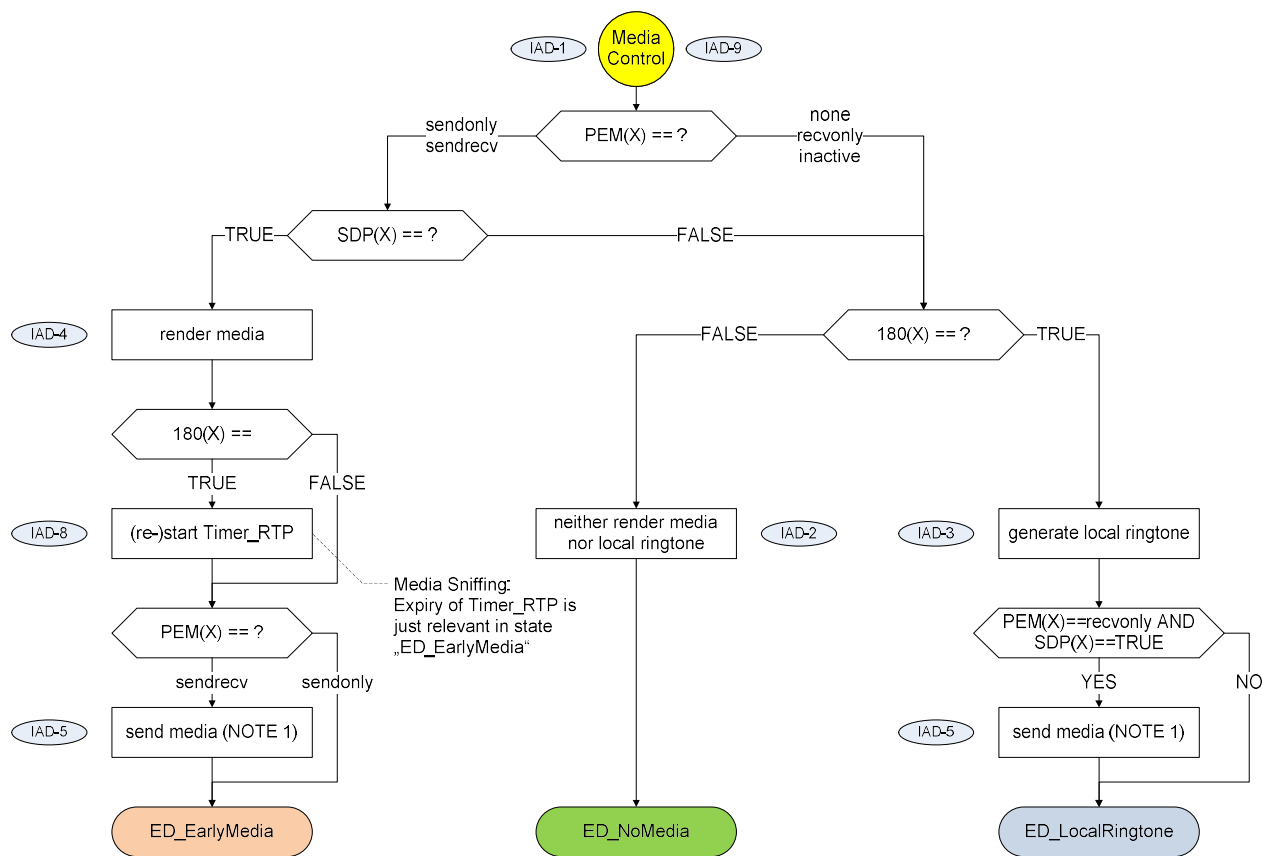 IAD-1
Media
Control
IAD-9
sendonly
sendrecv
PEM(X) == ?
none
recvonly
inactive
TRUE
SDP(X) == ?
FALSE
IAD-4
render media
FALSE
180(X) == ?
TRUE
180(X) ==
TRUE
FALSE
IAD-8
(re-)start Timer_RTP
neither render media
nor local ringtone
IAD-2
IAD-3
generate local ringtone
Media Sniffing:
Expiry of Timer_RTP is
just relevant in state
„ED_EarlyMedia“
PEM(X) == ?
PEM(X)==recvonly AND
SDP(X)==TRUE
sendrecv
sendonly
YES
NO
IAD-5
send media (NOTE 1)
IAD-5
send media (NOTE 1)
ED_EarlyMedia
ED_NoMedia
ED_LocalRingtone